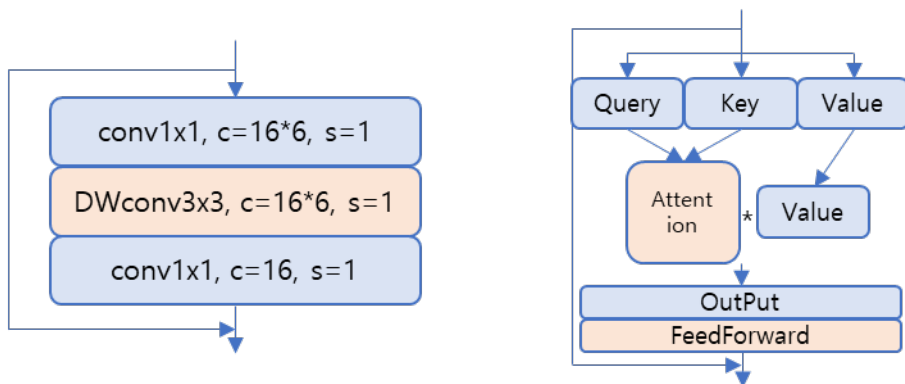 conv1x1, c=16*6, s=1
DWconv3x3, c=16*6, s=1
conv1x1, c=16, s=1
Query
Key
Value
Attent
ion
*
Value
OutPut
FeedForward